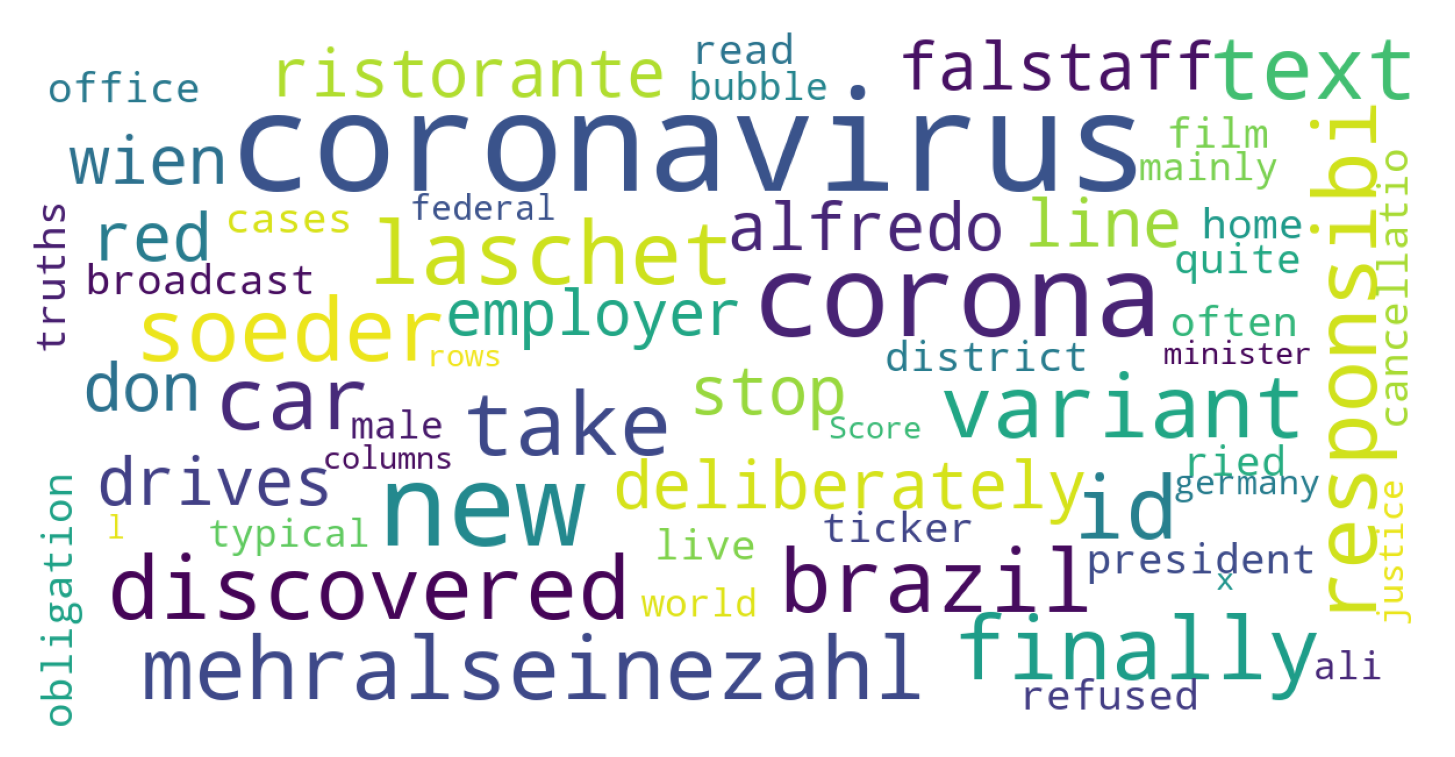 read
office
ristorante
bubble
falstaff
text
coronavirus
wien
film
mainly
responsibi
cancellatio
truths
federal
cases
red
laschet
alfredo
line
home
quite
broadcast
corona
soeder
employer
often
rows
district
minister
don
car
take
stop
variant
male
Score
columns
drives
new
deliberately
id
ried
germany
justice
obligation
l
typical
live
ticker
president
discovered
world
brazil
x
mehralseinezahl
finally
ali
refused